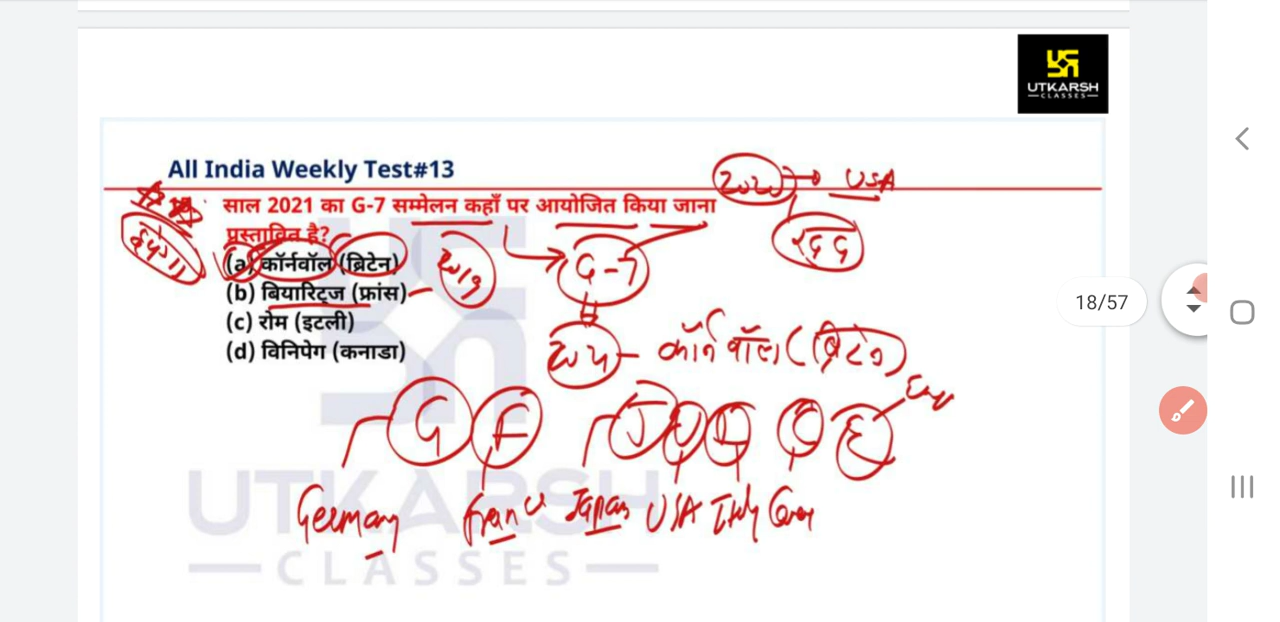 UTKARSH
CLASSES
All India Weekly Test#13
2020 → USA
साल 2021 का G-7 सम्मेलन कहाँ पर आयोजित किया जाना
प्रस्तावित है?
रद्द
(a) कॉर्नवॉल (ब्रिटेन)
2019
G-7
(b) बियारिट्ज (फ्रांस)
(c) रोम (इटली)
(d) विनिपेग (कनाडा)
कॉर्नवॉल (ब्रिटेन)
G F J U I C E
Germany France Japan USA Italy
UTKARSH
CLASSES
18/57